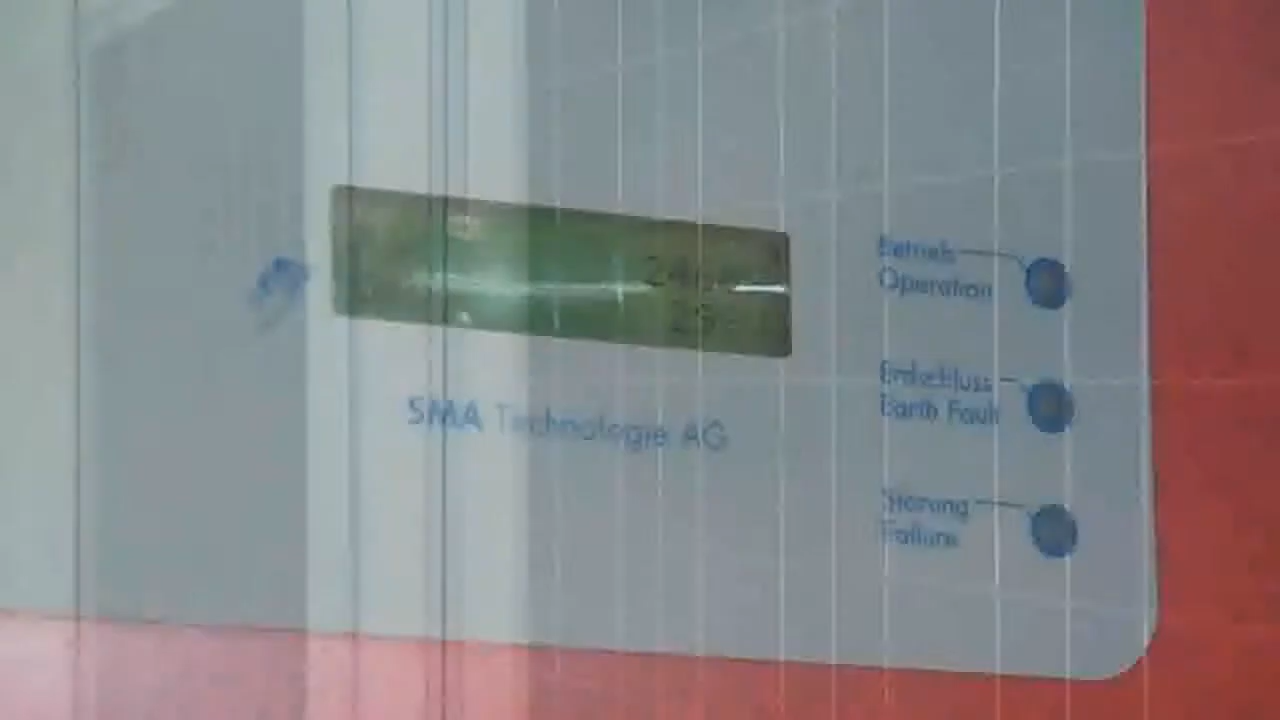 SMA Technologie AG
Betrieb
Operation
Erdschluss
Earth Fault
Störung
Failure